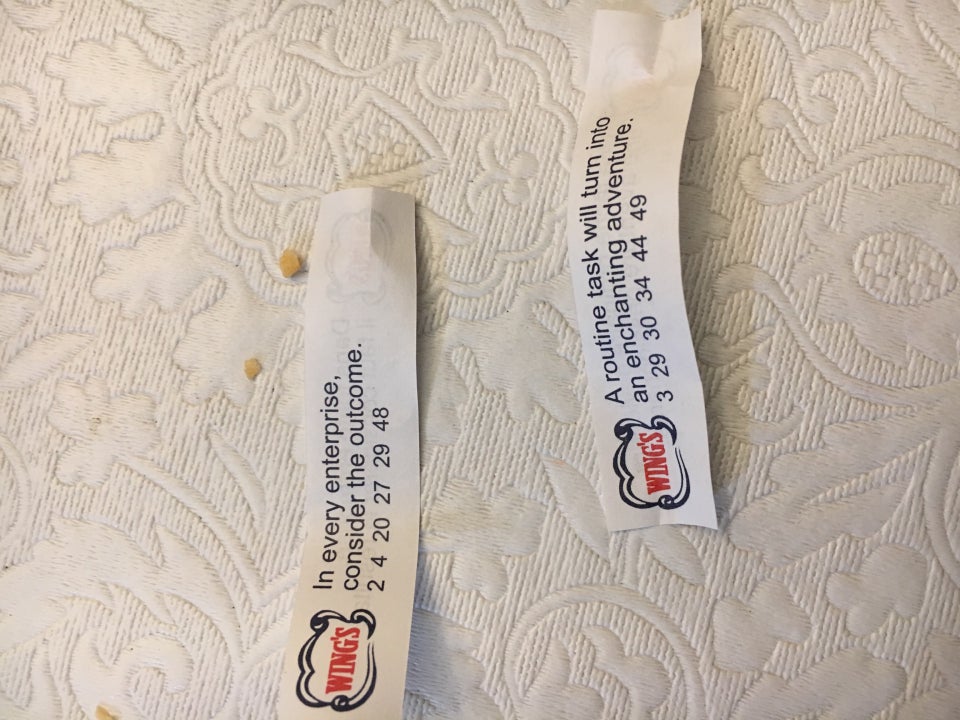 WING'S
In every enterprise,
consider the outcome.
2 4 20 27 29 48
WING'S
A routine task will turn into
an enchanting adventure.
3 29 30 34 44 49